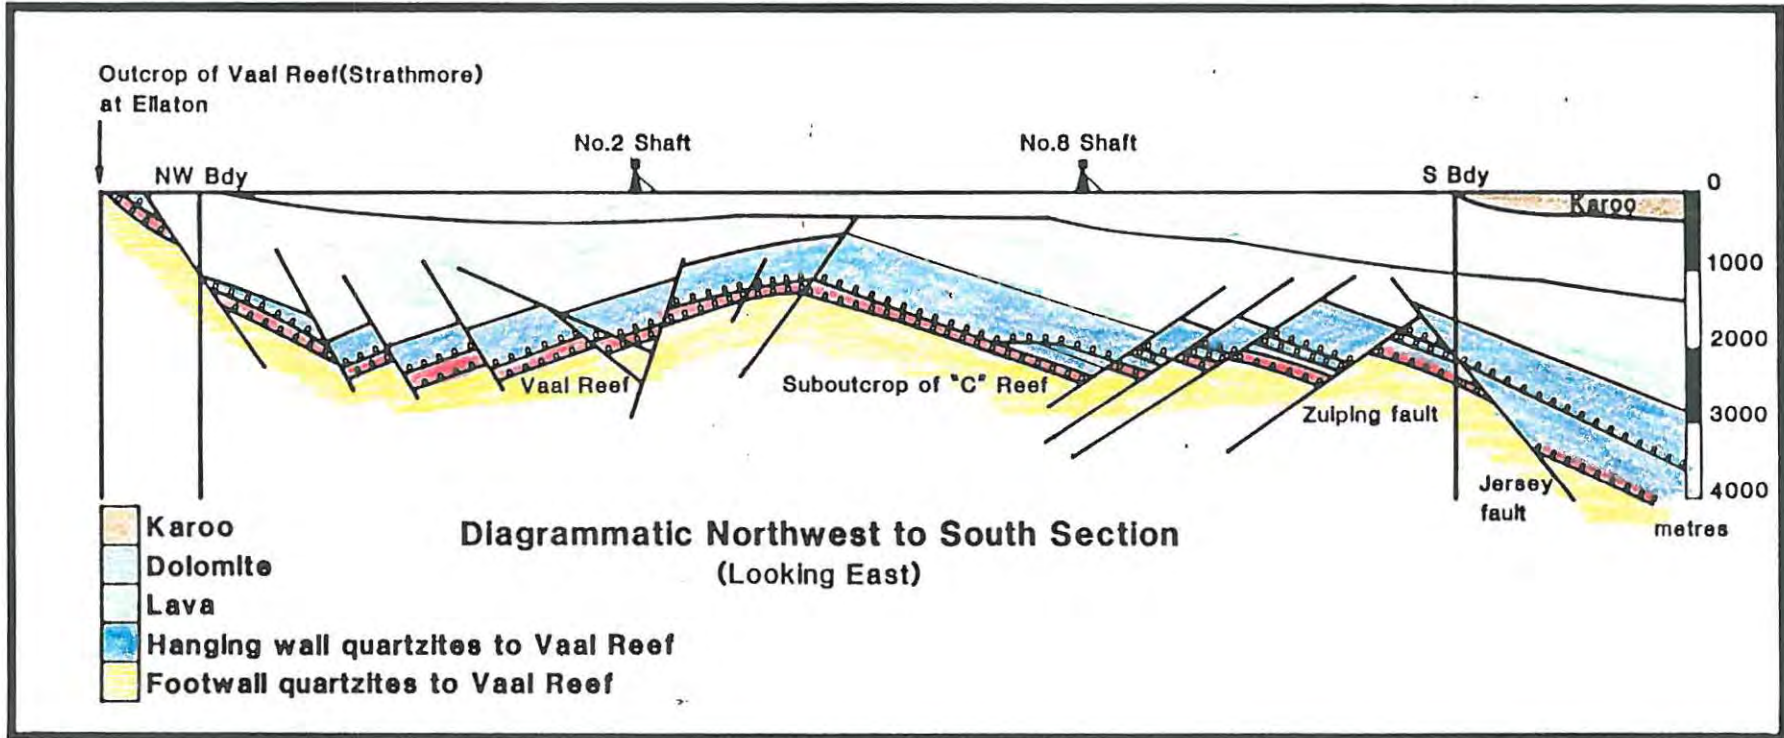 Outcrop of Vaal Reef(Strathmore)
at Ellaton
No.2 Shaft
No.8 Shaft
NW Bdy
S Bdy
0
Karoo
1000
2000
Vaal Reef
Suboutcrop of "C" Reef
Zuiping fault
3000
Jersey
fault
4000
metres
Diagrammatic Northwest to South Section
(Looking East)
Karoo
Dolomite
Lava
Hanging wall quartzites to Vaal Reef
Footwall quartzites to Vaal Reef